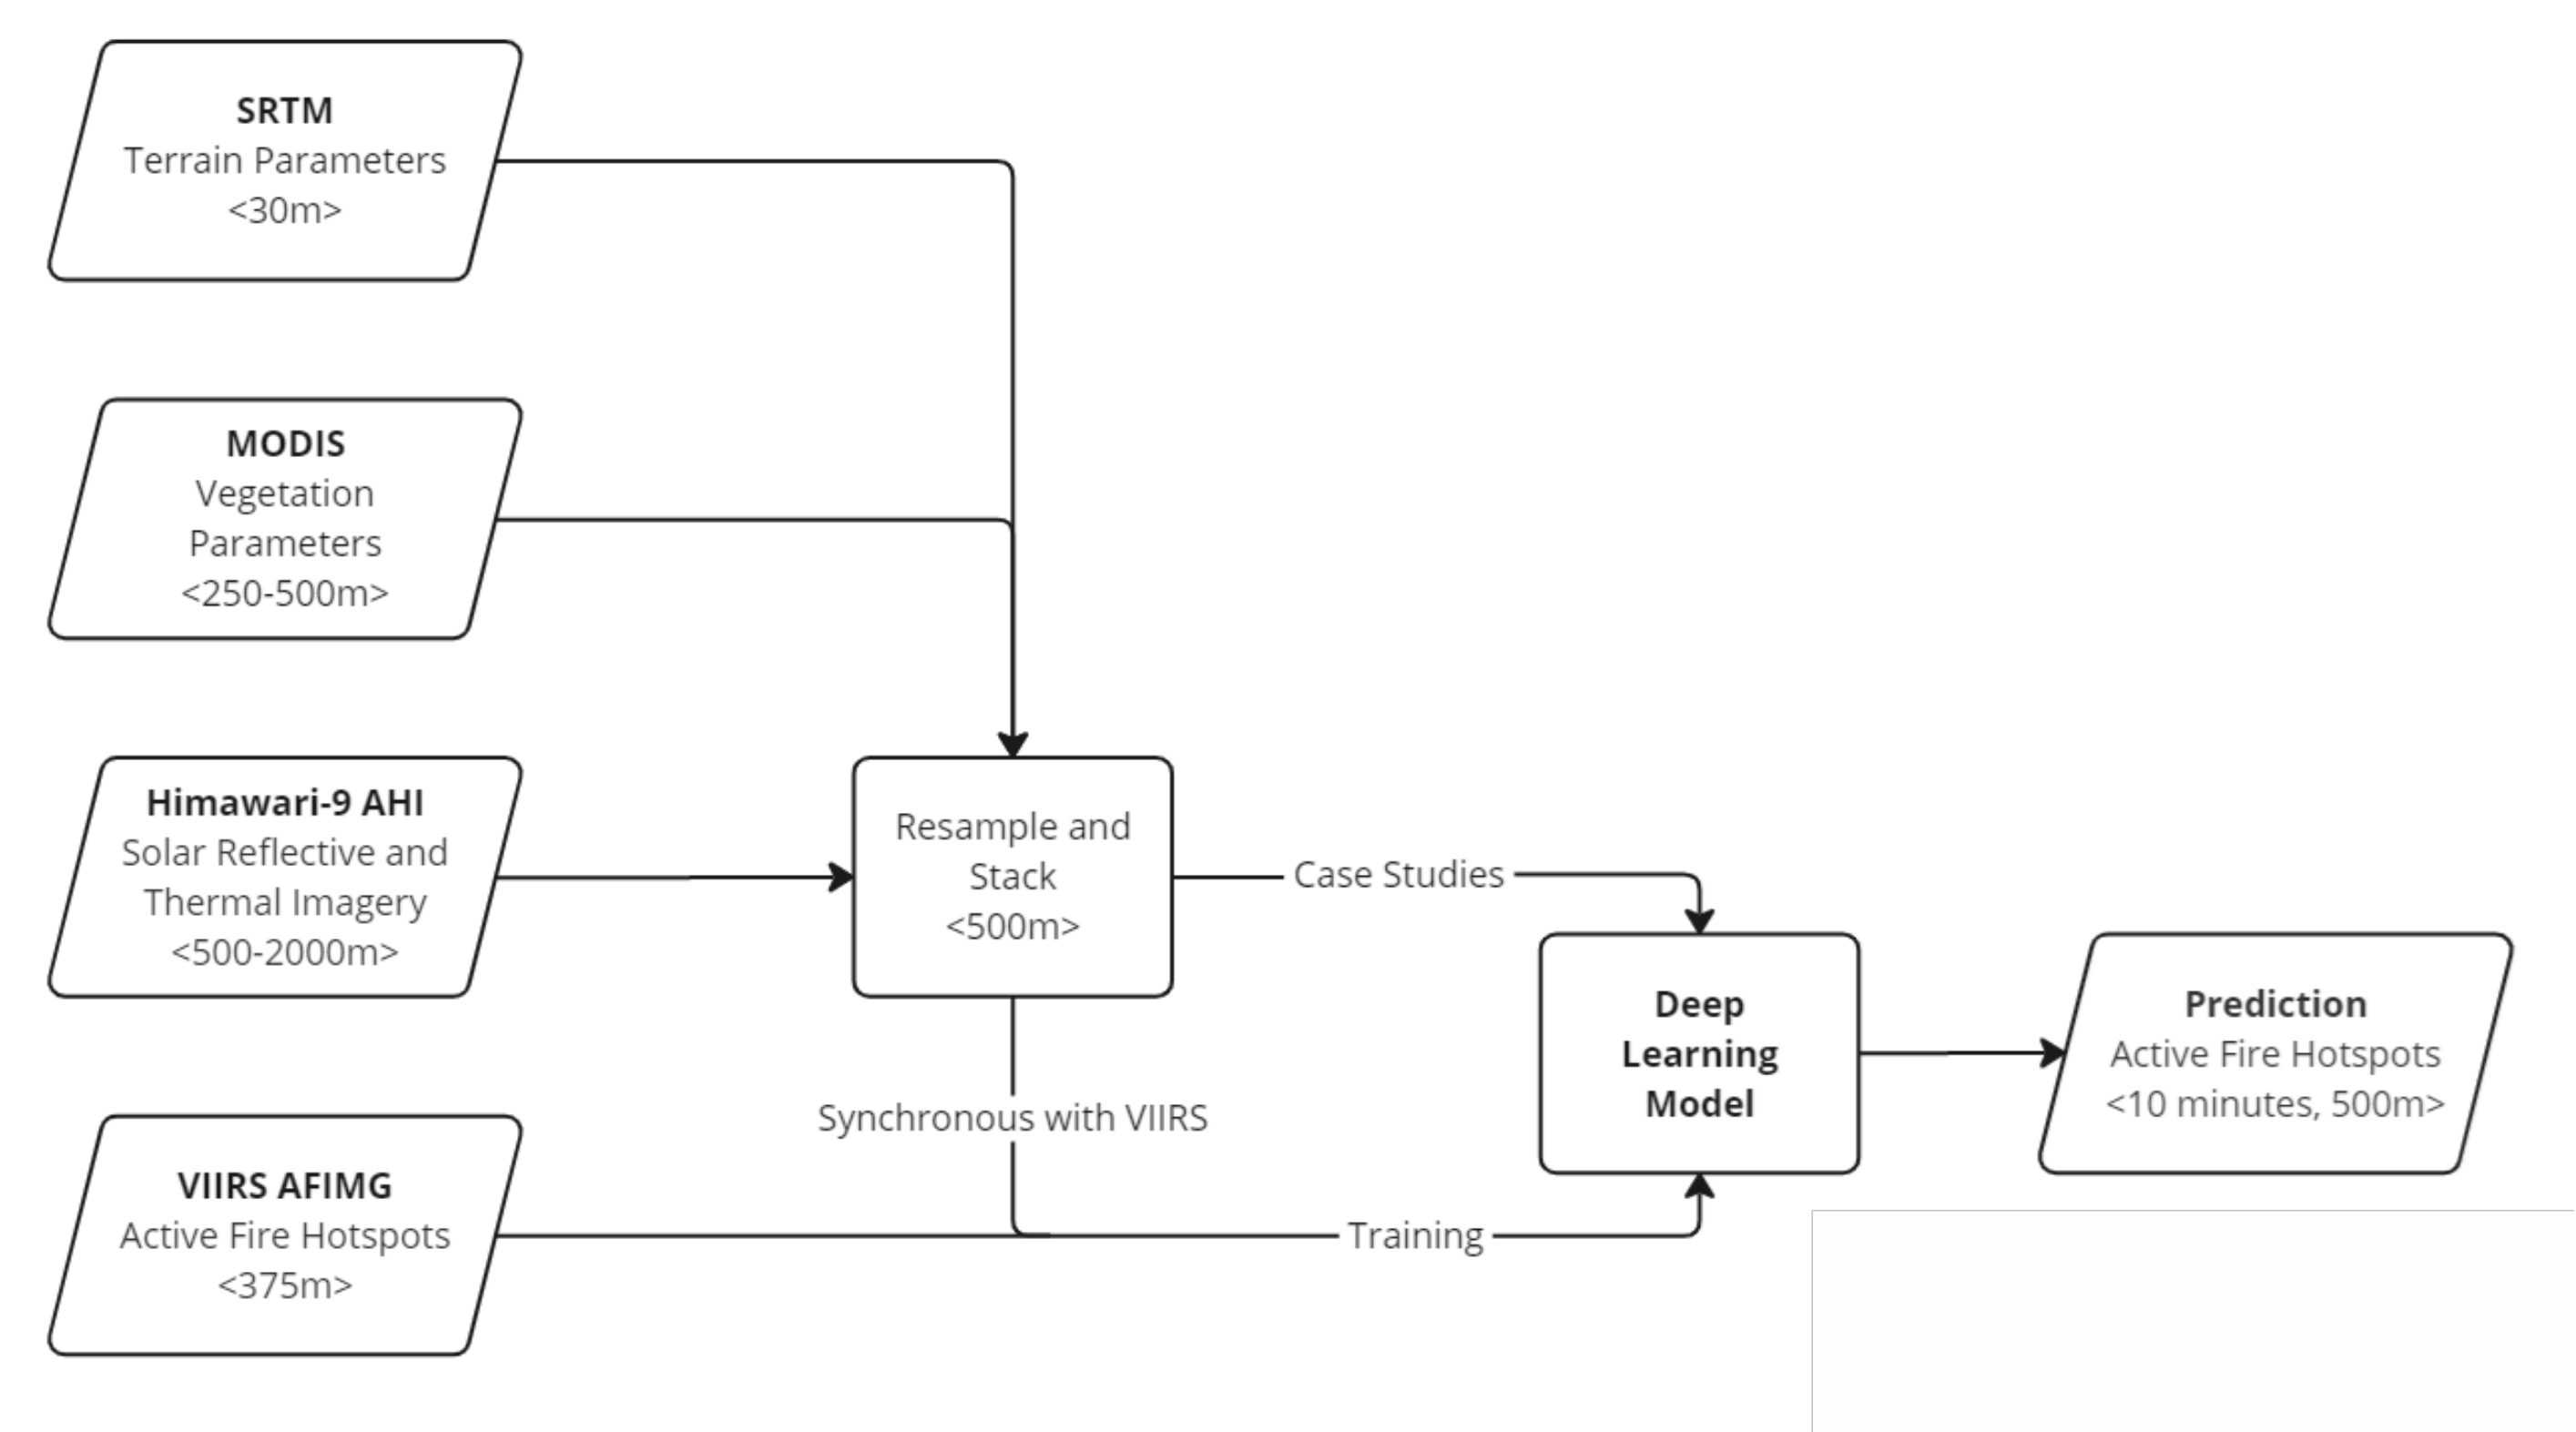 SRTM
Terrain Parameters
<30m>
MODIS
Vegetation
Parameters
<250-500m>
Himawari-9 AHI
Solar Reflective and
Thermal Imagery
<500-2000m>
VIIRS AFIMG
Active Fire Hotspots
<375m>
Resample and
Stack
<500m>
Synchronous with VIIRS
Case Studies
Training
Deep
Learning
Model
Prediction
Active Fire Hotspots
<10 minutes, 500m>